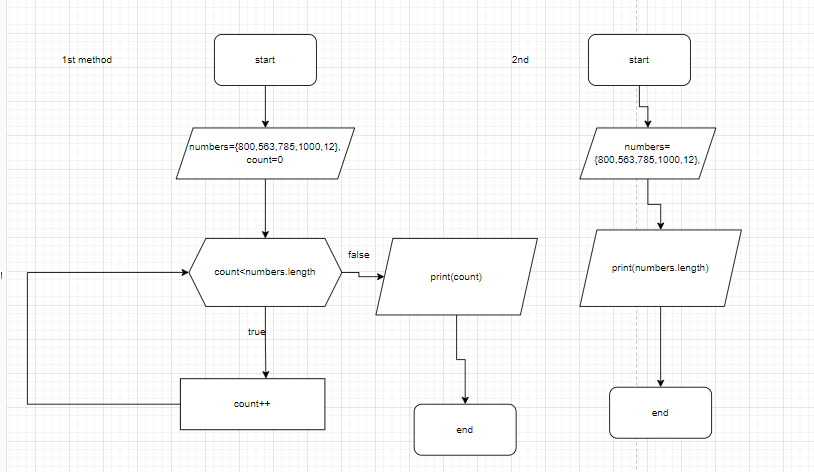 1st method
start
numbers={800,563,785,1000,12},
count=0
count<numbers.length
false
print(count)
true
count++
end
2nd
start
numbers=
{800,563,785,1000,12},
print(numbers.length)
end